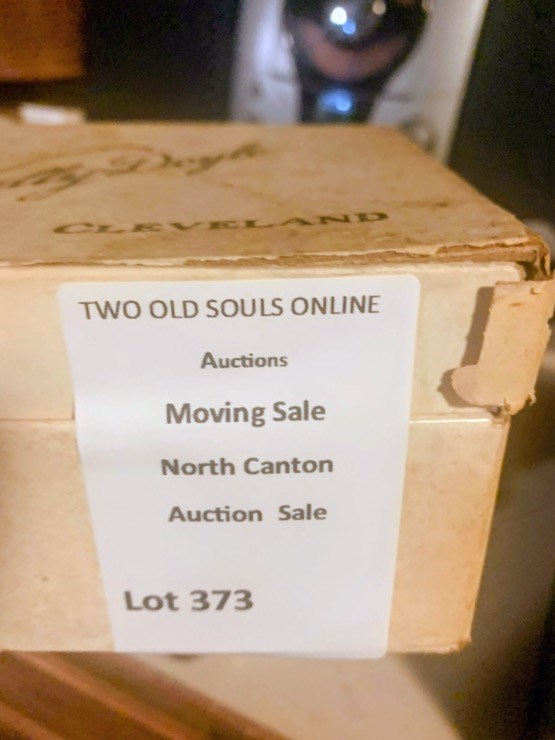 CLEVELAND
TWO OLD SOULS ONLINE
Auctions
Moving Sale
North Canton
Auction Sale
Lot 373